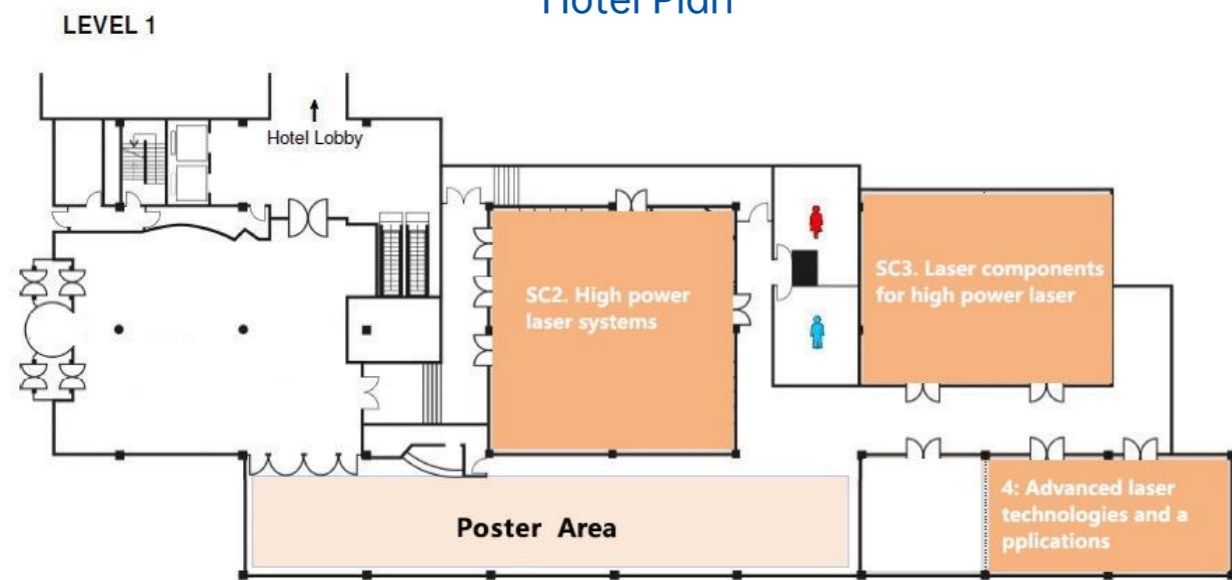 Hotel Plan
LEVEL 1
Hotel Lobby
SC2. High power
laser systems
SC3. Laser components
for high power laser
Poster Area
4: Advanced laser
technologies and a
pplications